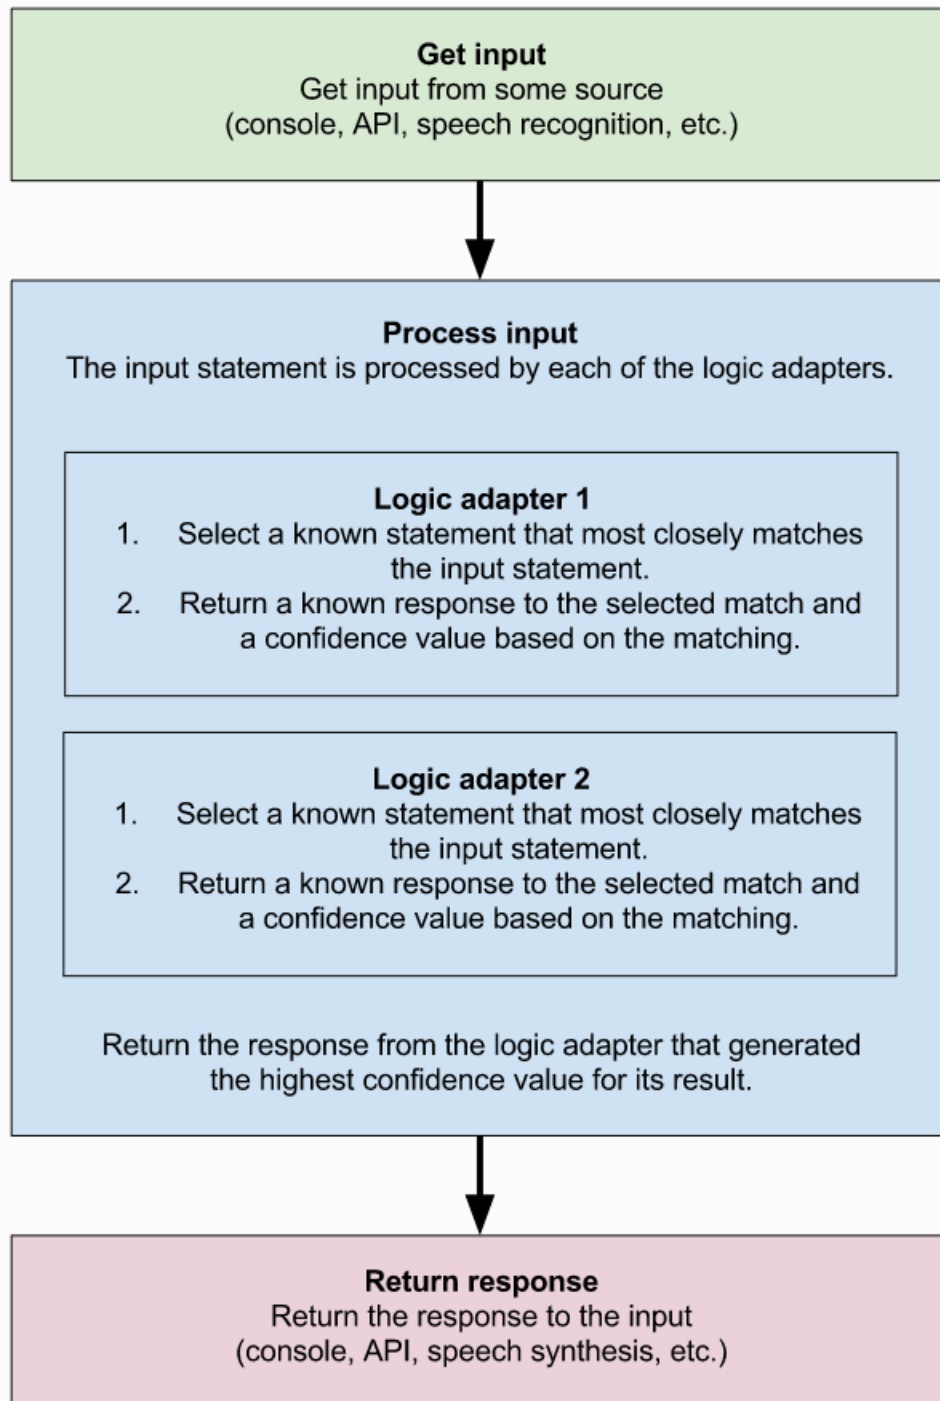 Get input
Get input from some source
(console, API, speech recognition, etc.)
Process input
The input statement is processed by each of the logic adapters.
Logic adapter 1
1. Select a known statement that most closely matches
the input statement.
2. Return a known response to the selected match and
a confidence value based on the matching.
Logic adapter 2
1. Select a known statement that most closely matches
the input statement.
2. Return a known response to the selected match and
a confidence value based on the matching.
Return the response from the logic adapter that generated
the highest confidence value for its result.
Return response
Return the response to the input
(console, API, speech synthesis, etc.)